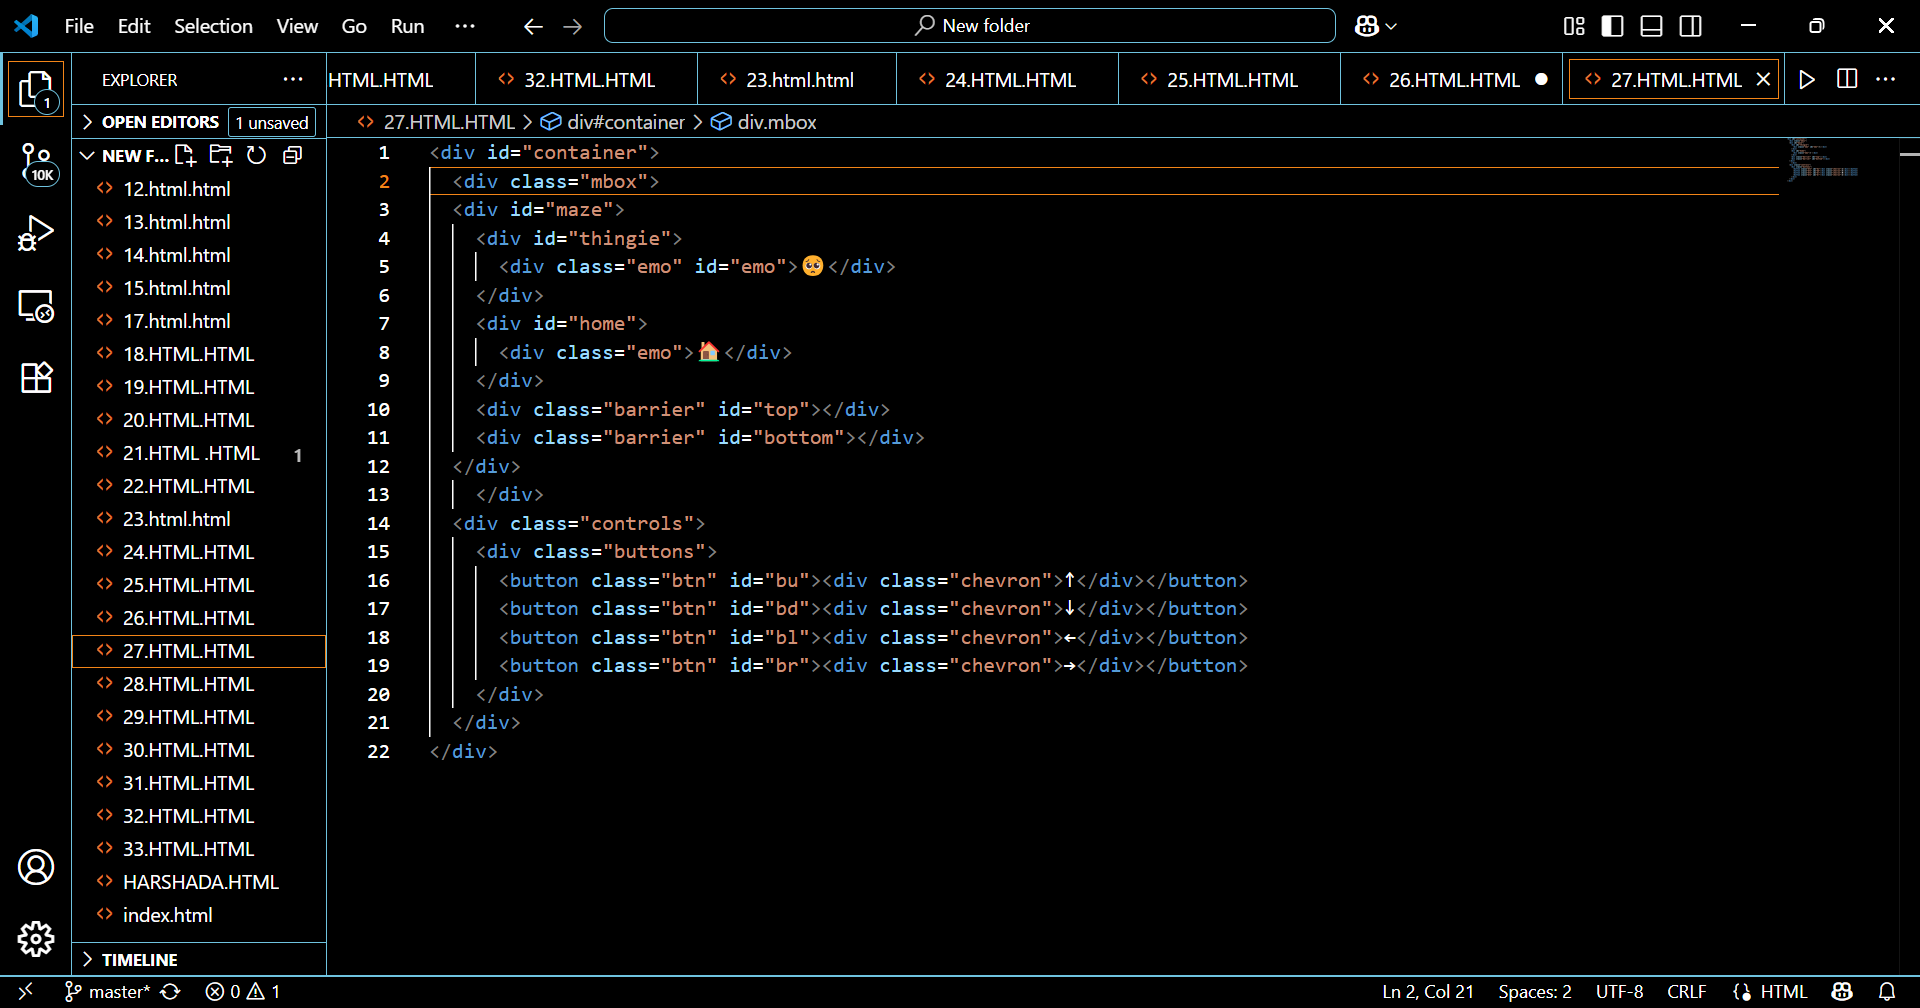 File Edit Selection View Go Run ··· New folder
EXPLORER ···
HTML.HTML 32.HTML.HTML 23.html.html 24.HTML.HTML 25.HTML.HTML 26.HTML.HTML 27.HTML.HTML
OPEN EDITORS 1 unsaved
NEW F...
12.html.html
13.html.html
14.html.html
15.html.html
17.html.html
18.HTML.HTML
19.HTML.HTML
20.HTML.HTML
21.HTML .HTML 1
22.HTML.HTML
23.html.html
24.HTML.HTML
25.HTML.HTML
26.HTML.HTML
27.HTML.HTML
28.HTML.HTML
29.HTML.HTML
30.HTML.HTML
31.HTML.HTML
32.HTML.HTML
33.HTML.HTML
HARSHADA.HTML
index.html
TIMELINE
1
10K
27.HTML.HTML > div#container > div.mbox
1 <div id="container">
2 <div class="mbox">
3 <div id="maze">
4 <div id="thingie">
5 <div class="emo" id="emo">🥺</div>
6 </div>
7 <div id="home">
8 <div class="emo">🏠</div>
9 </div>
10 <div class="barrier" id="top"></div>
11 <div class="barrier" id="bottom"></div>
12 </div>
13 </div>
14 <div class="controls">
15 <div class="buttons">
16 <button class="btn" id="bu"><div class="chevron">↑</div></button>
17 <button class="btn" id="bd"><div class="chevron">↓</div></button>
18 <button class="btn" id="bl"><div class="chevron">←</div></button>
19 <button class="btn" id="br"><div class="chevron">→</div></button>
20 </div>
21 </div>
22 </div>
master* 0 1 Ln 2, Col 21 Spaces: 2 UTF-8 CRLF HTML